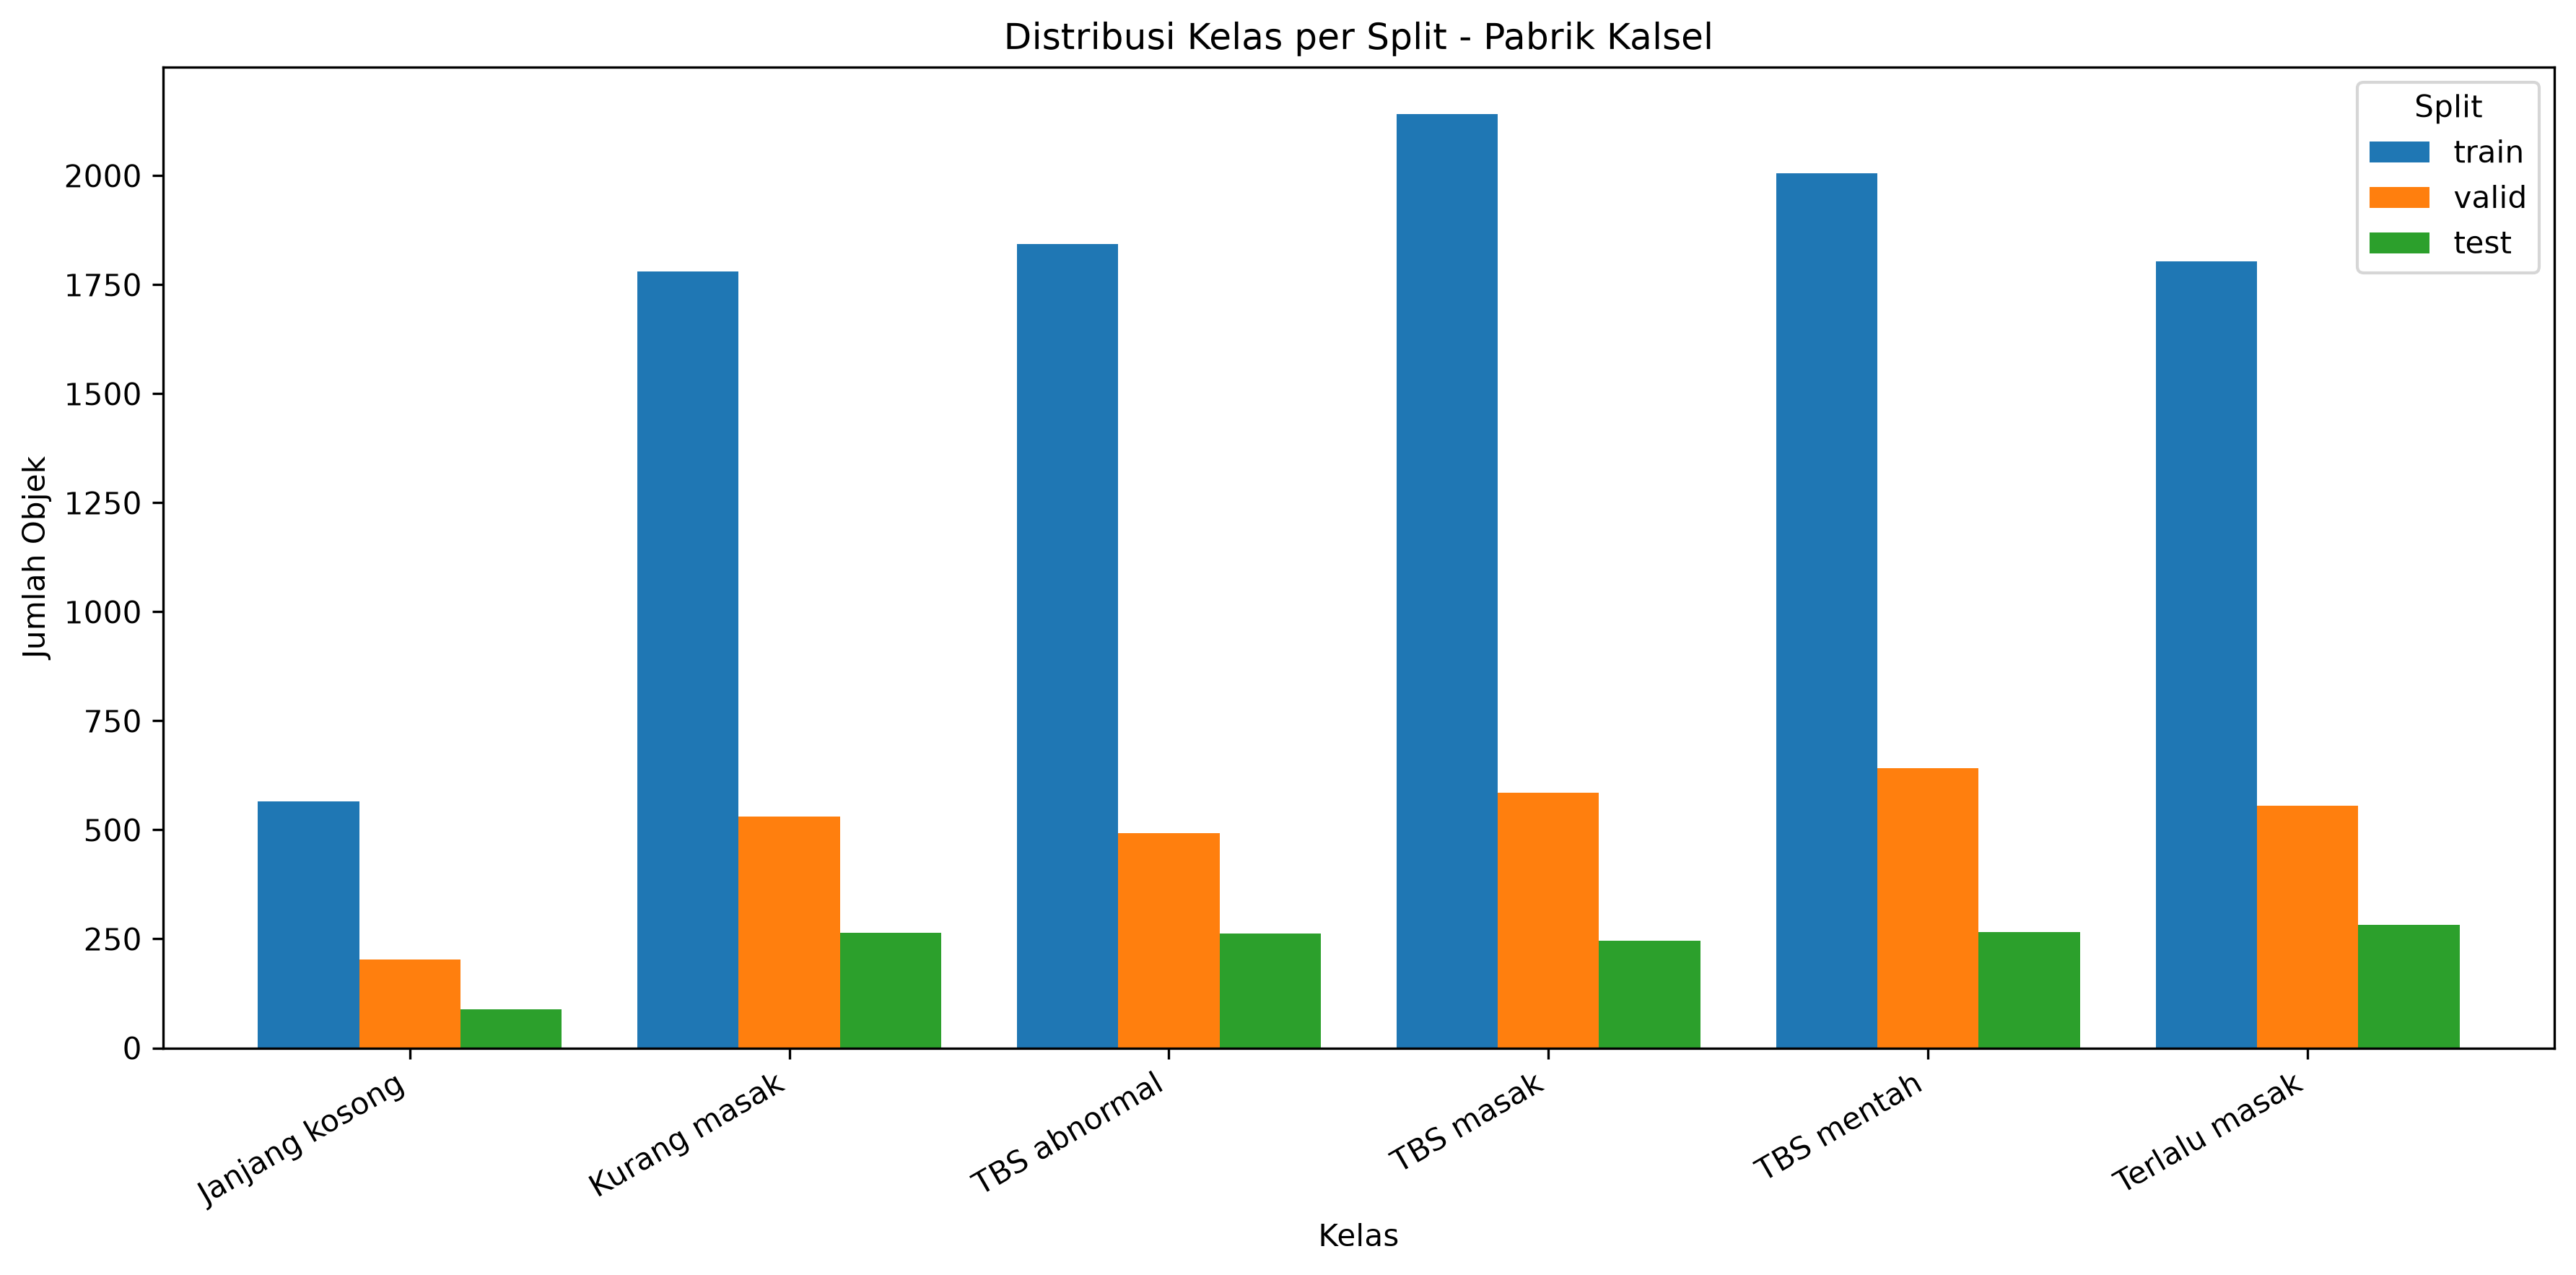 Distribusi Kelas per Split - Pabrik Kalsel
Split
train
valid
test
Jumlah Objek
2000
1750
1500
1250
1000
750
500
250
0
Janjang kosong
Kurang masak
TBS abnormal
TBS masak
TBS mentah
Terlalu masak
Kelas